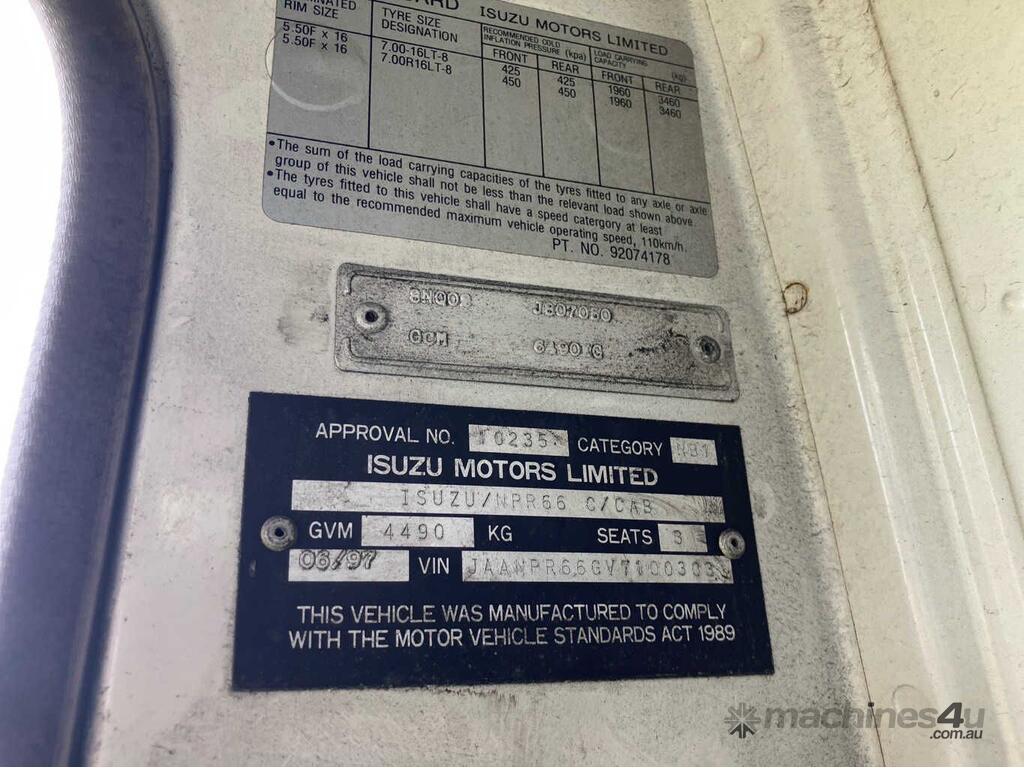 ISUZU MOTORS LIMITED
RIM SIZE
TYRE SIZE
DESIGNATION
RECOMMENDED COLD
INFLATION PRESSURE (kpa)
LOAD CARRYING
CAPACITY (kg)
FRONT REAR FRONT REAR
5.50F x 16 7.00-16LT-8 425 425 1960 3460
5.50F x 16 7.00R16LT-8 450 450 1960 3460
•The sum of the load carrying capacities of the tyres fitted to any axle or axle
group of this vehicle shall not be less than the relevant load shown above.
•The tyres fitted to this vehicle shall have a speed catergory at least
equal to the recommended maximum vehicle operating speed, 110km/h.
PT. NO. 92074178
GCM
APPROVAL NO. 10235 CATEGORY NB1
ISUZU MOTORS LIMITED
ISUZU/NPR66 C/CAB
GVM 4490 KG SEATS 3
06/97 VIN JAANPR66GV7100303
THIS VEHICLE WAS MANUFACTURED TO COMPLY
WITH THE MOTOR VEHICLE STANDARDS ACT 1989
machines4u
.com.au